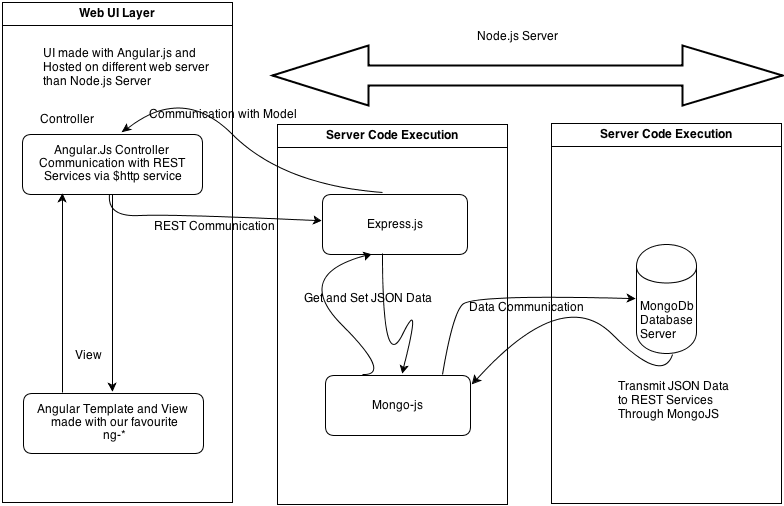 Web UI Layer
UI made with Angular.js and
Hosted on different web server
than Node.js Server
Controller
Angular.Js Controller
Communication with REST
Services via $http service
View
Angular Template and View
made with our favourite
ng-*
Communication with Model
REST Communication
Node.js Server
Server Code Execution
Express.js
Get and Set JSON Data
Mongo-js
Data Communication
Server Code Execution
MongoDb
Database
Server
Transmit JSON Data
to REST Services
Through MongoJS